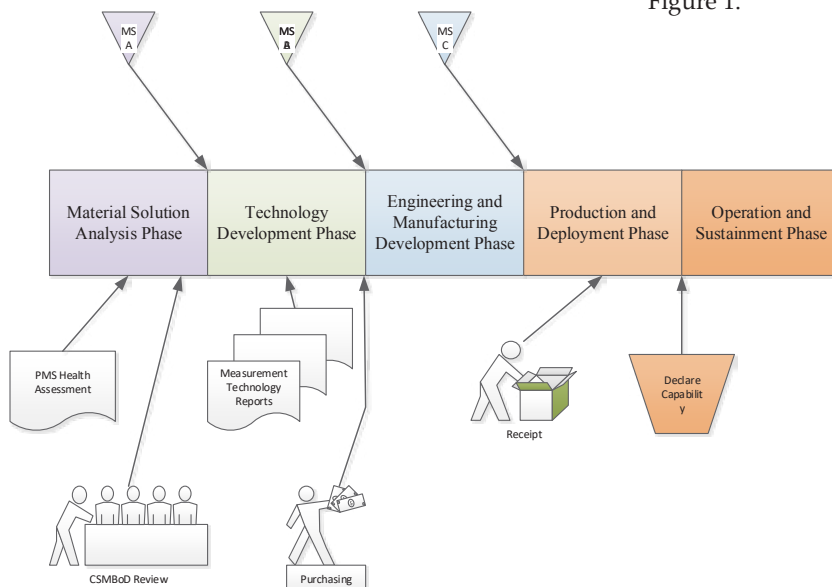 Figure 1.
MS
A
MS
MS
C
Material Solution
Analysis Phase
Technology
Development Phase
Engineering and
Manufacturing
Development Phase
Production and
Deployment Phase
Operation and
Sustainment Phase
PMS Health
Assessment
Measurement
Technology
Reports
Receipt
Declare
Capabilit
y
CSMBoD Review
Purchasing